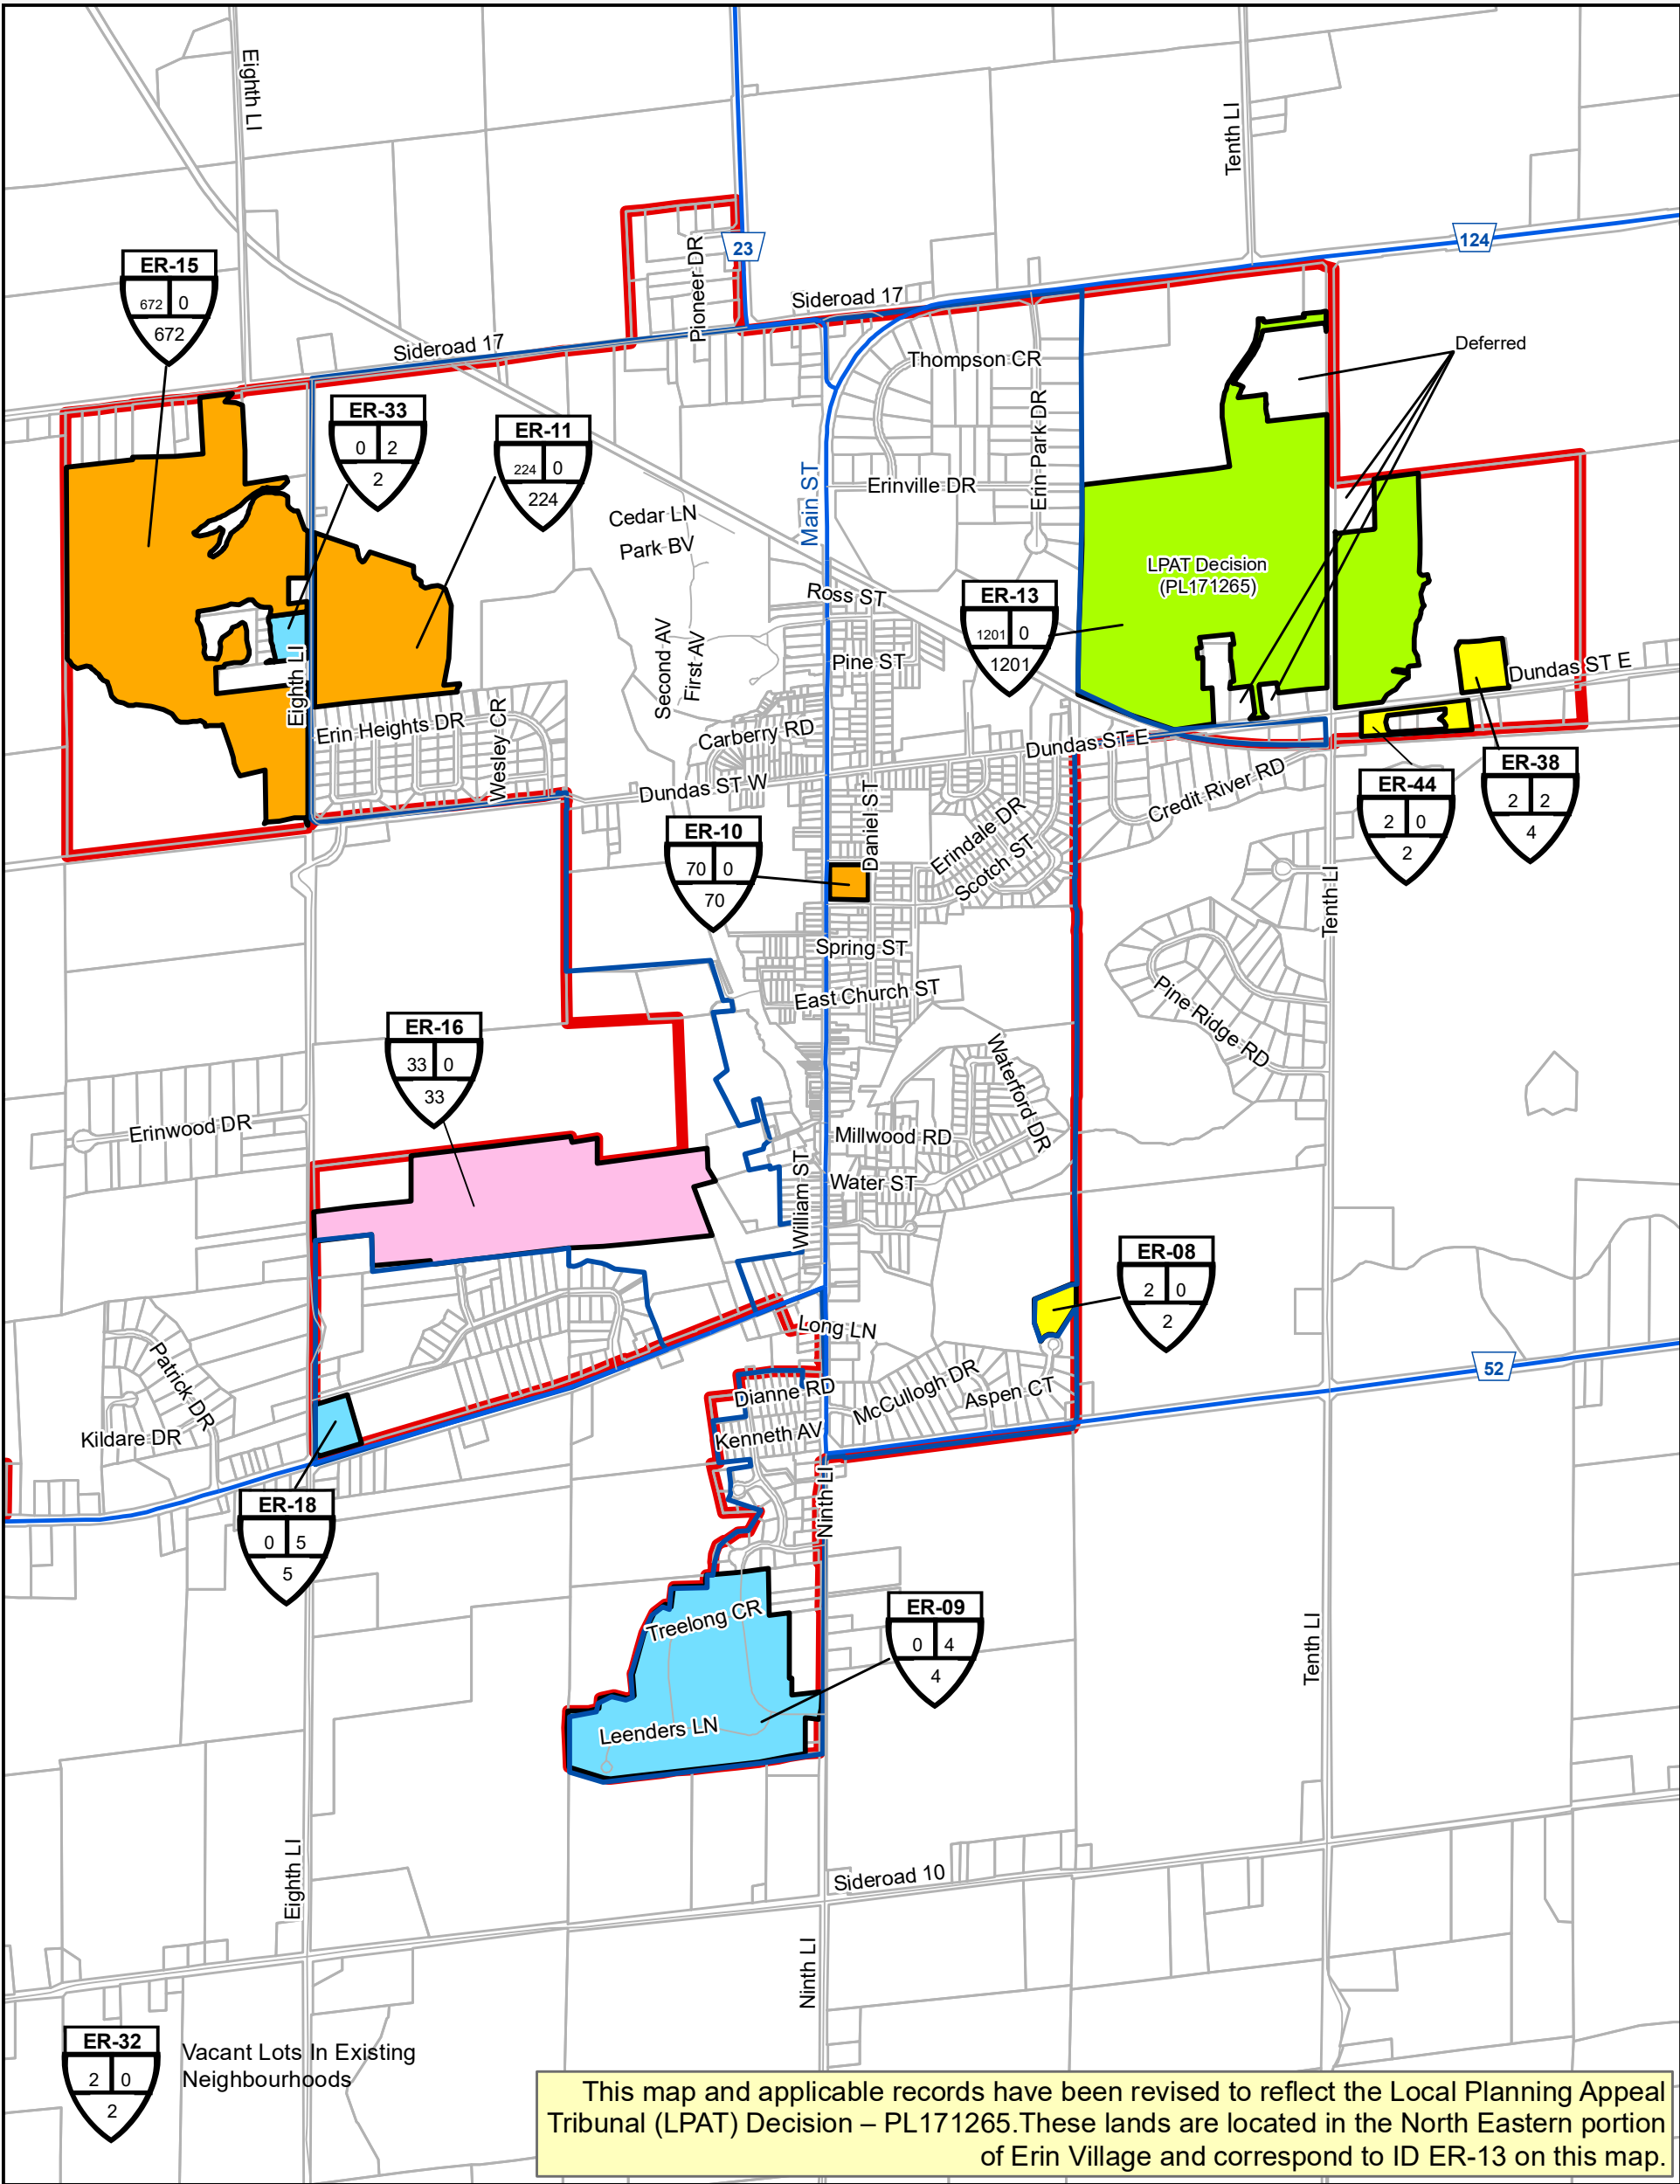 Eighth LI
Tenth LI
124
23
Pioneer DR
Sideroad 17
Sideroad 17
ER-15
672 0
672
Deferred
Thompson CR
Erin Park DR
ER-33
0 2
2
ER-11
224 0
224
Main ST
Erinville DR
Cedar LN
Park BV
LPAT Decision
(PL171265)
Ross ST
ER-13
1201 0
1201
Second AV
First AV
Pine ST
Eighth LI
Dundas ST E
Erin Heights DR
Wesley CR
Carberry RD
Dundas ST E
Dundas ST W
Credit River RD
ER-38
2 2
4
ER-44
2 0
2
Daniel ST
Erindale DR
Scotch ST
ER-10
70 0
70
Tenth LI
Spring ST
East Church ST
Pine Ridge RD
ER-16
33 0
33
Waterford DR
Erinwood DR
Millwood RD
William ST
Water ST
ER-08
2 0
2
Long LN
52
Patrick DR
Dianne RD
McCullogh DR
Aspen CT
Kildare DR
Kenneth AV
Ninth LI
ER-18
0 5
5
Treelong CR
ER-09
0 4
4
Tenth LI
Leenders LN
Eighth LI
Sideroad 10
Ninth LI
ER-32
2 0
2
Vacant Lots In Existing
Neighbourhoods
This map and applicable records have been revised to reflect the Local Planning Appeal
Tribunal (LPAT) Decision – PL171265.These lands are located in the North Eastern portion
of Erin Village and correspond to ID ER-13 on this map.